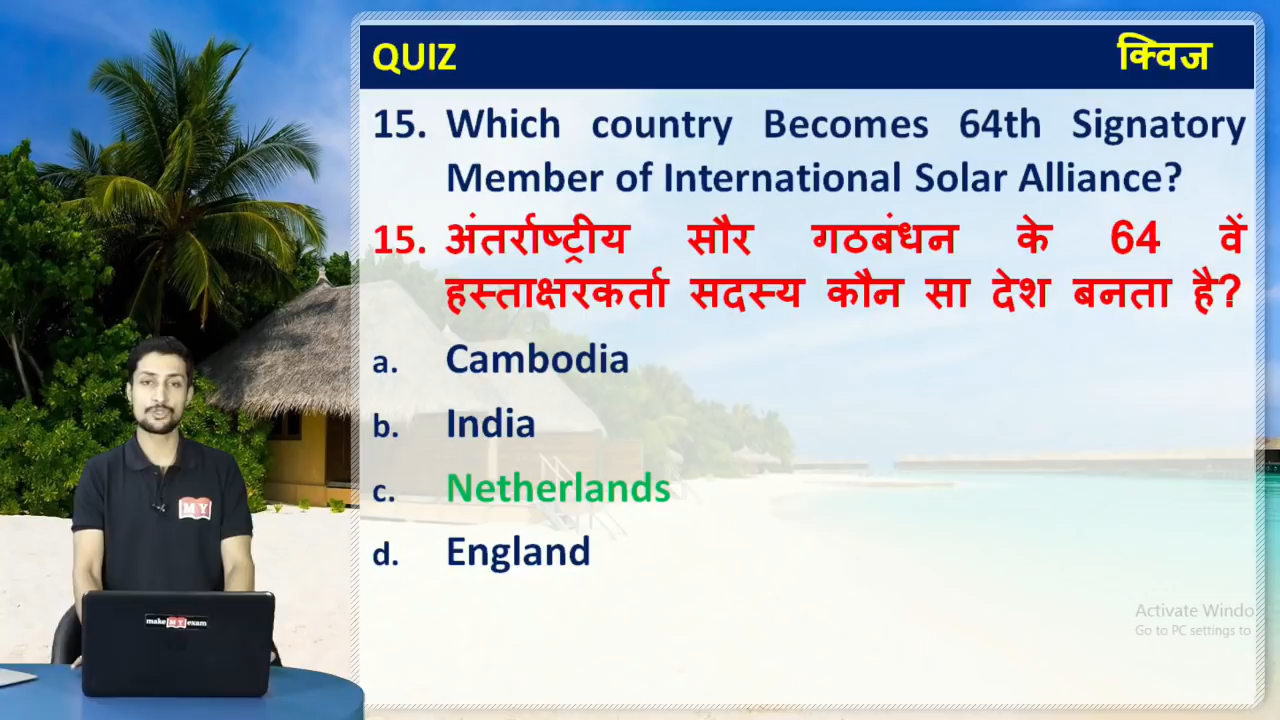 QUIZ क्विज
15. Which country Becomes 64th Signatory
Member of International Solar Alliance?
15. अंतर्राष्ट्रीय सौर गठबंधन के 64 वें
हस्ताक्षरकर्ता सदस्य कौन सा देश बनता है?
a. Cambodia
b. India
c. Netherlands
d. England
MY
make MY exam
Activate Windo
Go to PC settings to